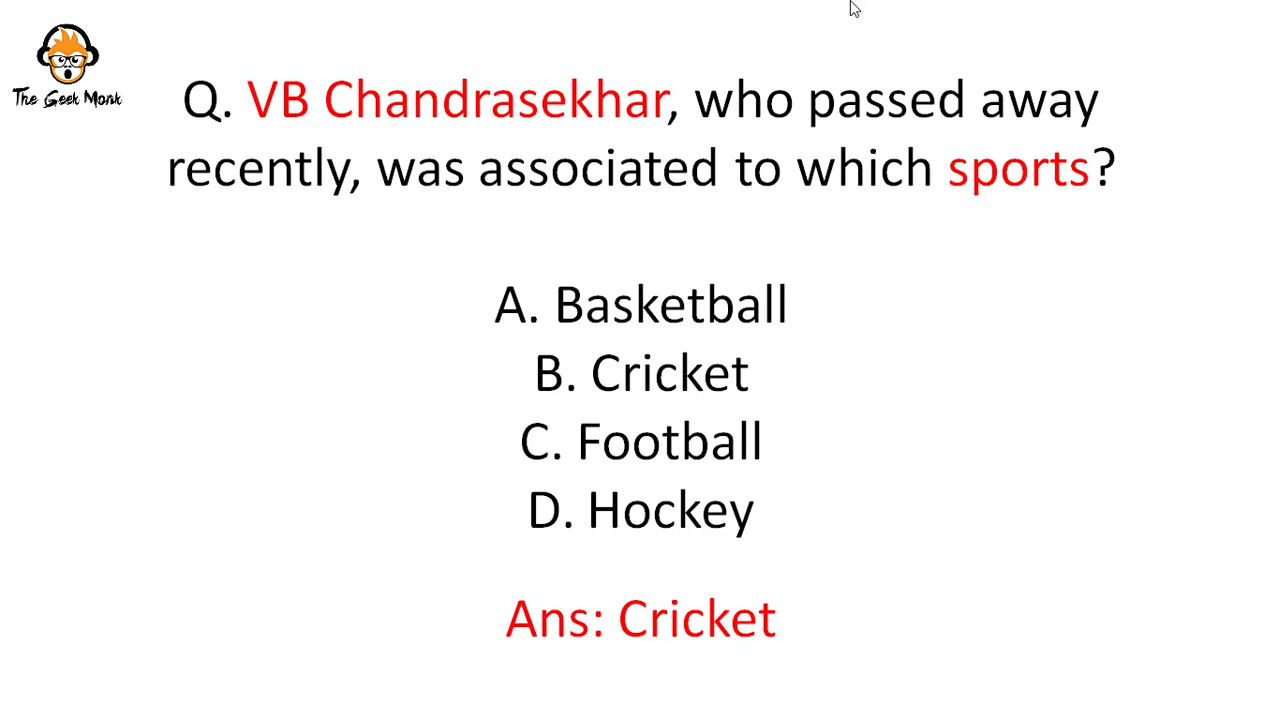 The Geek Monk
Q. VB Chandrasekhar, who passed away
recently, was associated to which sports?
A. Basketball
B. Cricket
C. Football
D. Hockey
Ans: Cricket